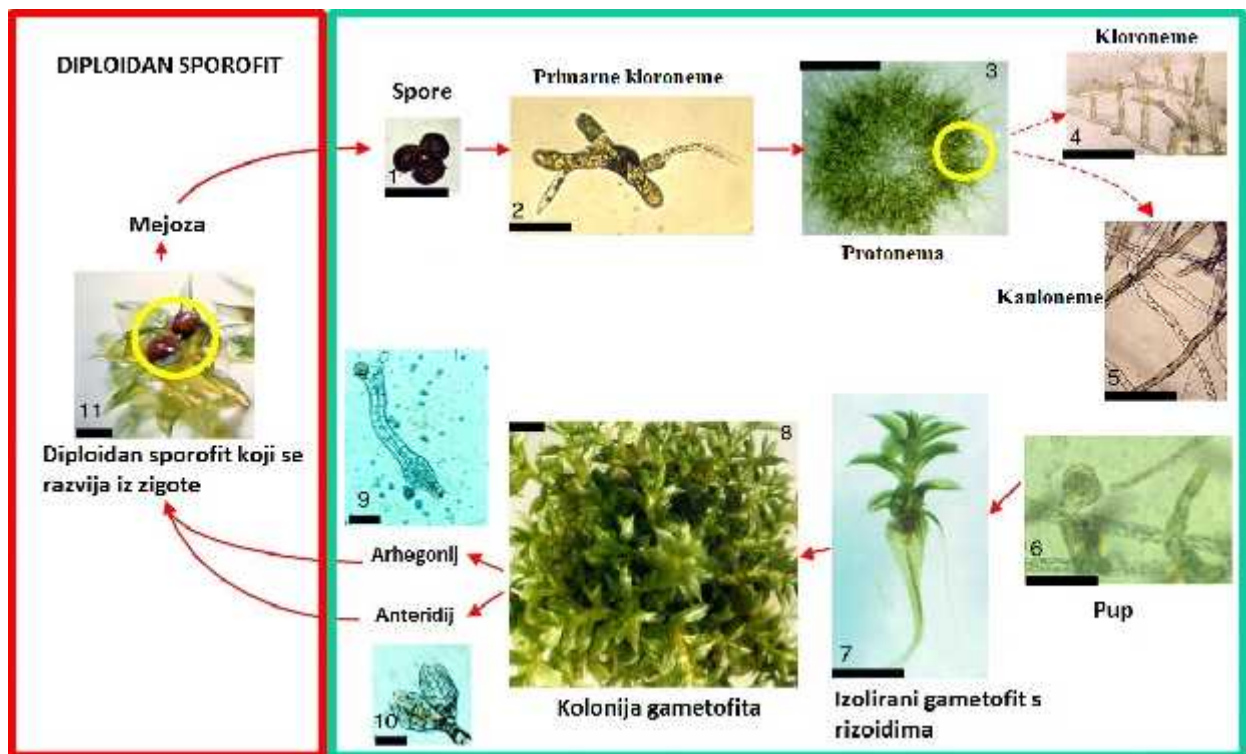 DIPLOIDAN SPOROFIT
Mejoza
11
Diploidan sporofit koji se
razvija iz zigote
Spore
1
Primarne kloroneme
2
3
Protonema
Kloroneme
4
Kauloneme
5
6
Pup
7
Izolirani gametofit s
rizoidima
8
Kolonija gametofita
9
Arhegonij
Anteridij
10